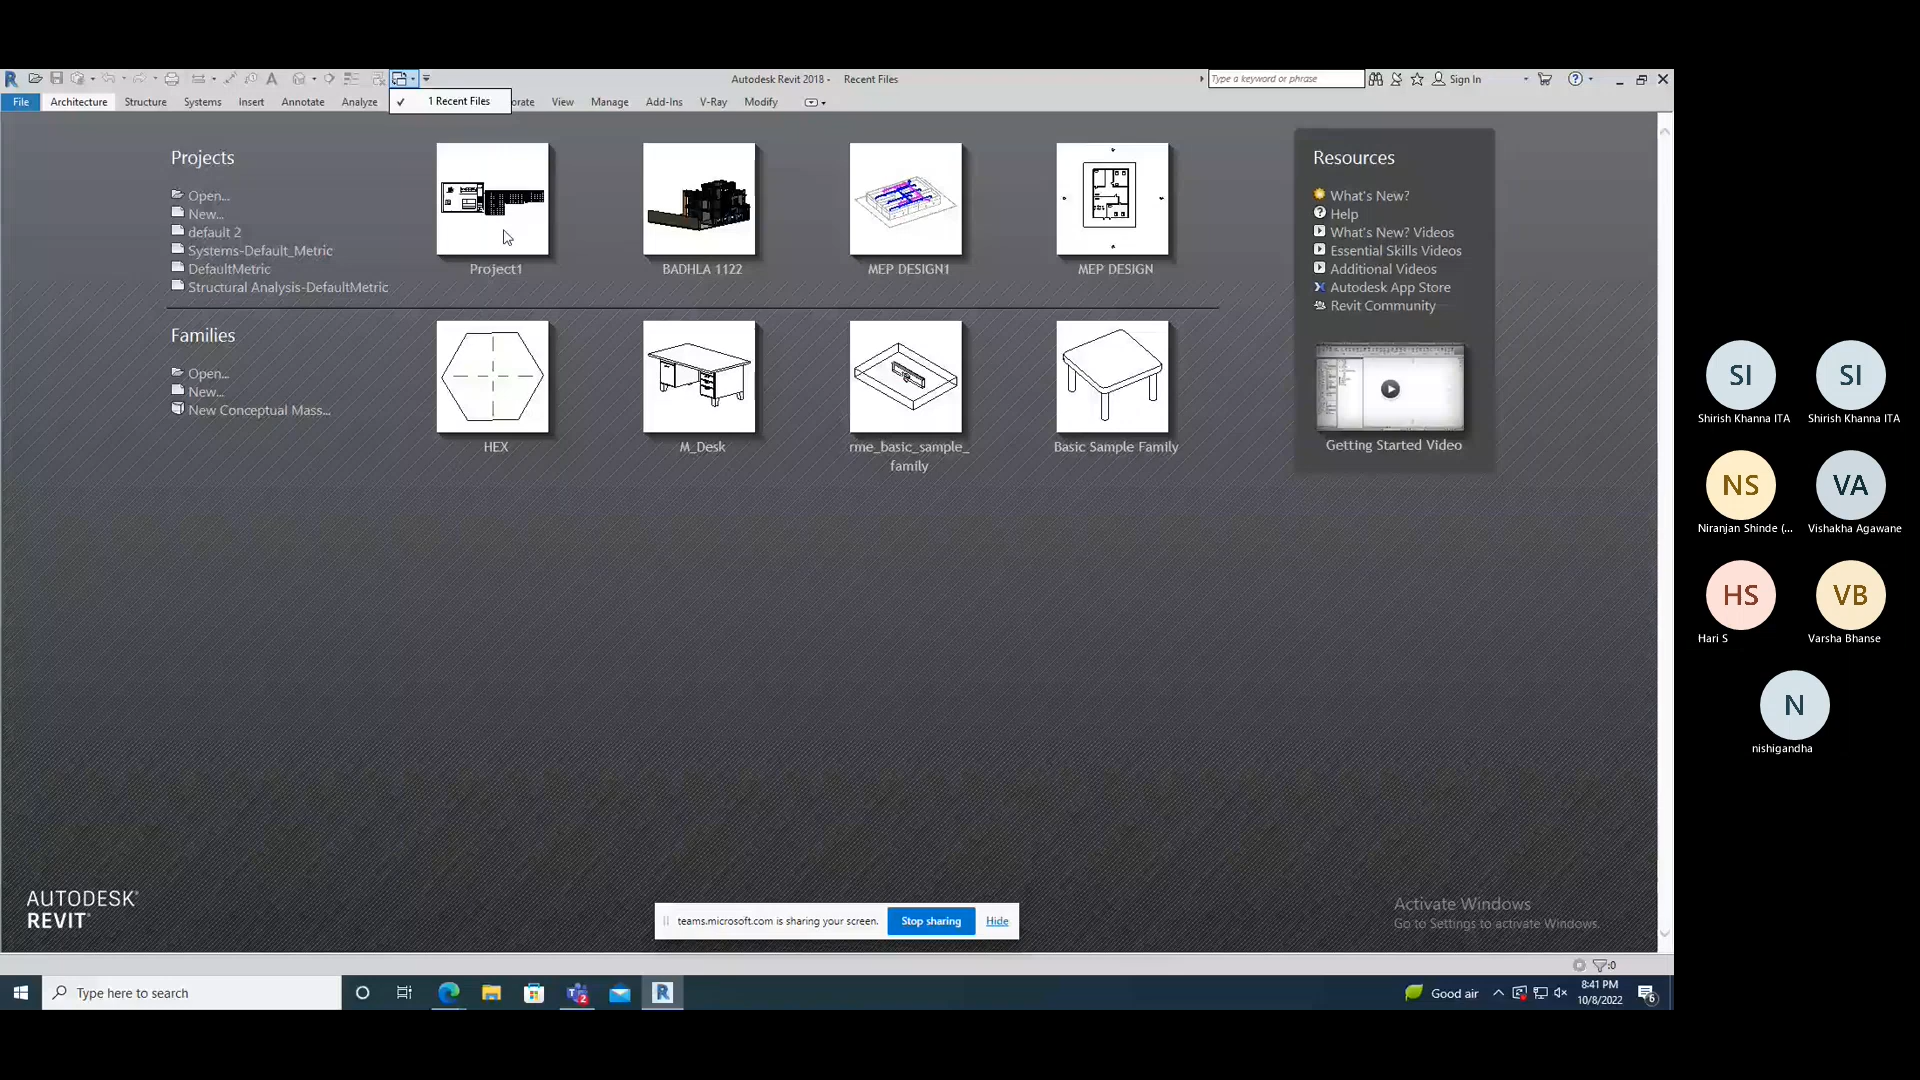 Autodesk Revit 2018 - Recent Files
Type a keyword or phrase
Sign In
File Architecture Structure Systems Insert Annotate Analyze
1 Recent Files
orate View Manage Add-Ins V-Ray Modify
Projects
Open...
New...
default 2
Systems-Default_Metric
DefaultMetric
Structural Analysis-DefaultMetric
Project1
BADHLA 1122
MEP DESIGN1
MEP DESIGN
Families
Open...
New...
New Conceptual Mass...
HEX
M_Desk
rme_basic_sample_
family
Basic Sample Family
Resources
What's New?
Help
What's New? Videos
Essential Skills Videos
Additional Videos
Autodesk App Store
Revit Community
Getting Started Video
SI
Shirish Khanna ITA
SI
Shirish Khanna ITA
NS
Niranjan Shinde (...
VA
Vishakha Agawane
HS
Hari S
VB
Varsha Bhanse
N
nishigandha
AUTODESK®
REVIT®
teams.microsoft.com is sharing your screen.
Stop sharing
Hide
Activate Windows
Go to Settings to activate Windows.
:0
Type here to search
2
R
Good air
8:41 PM
10/8/2022
6